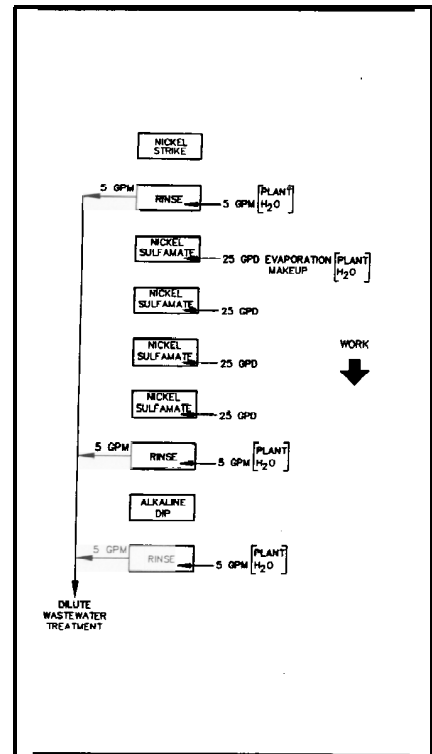 NICKEL
STRIKE
5 GPM
RINSE
5 GPM [PLANT H2O]
NICKEL
SULFAMATE
25 GPD EVAPORATION
MAKEUP
[PLANT H2O]
NICKEL
SULFAMATE
25 GPD
NICKEL
SULFAMATE
25 GPD
WORK
NICKEL
SULFAMATE
25 GPD
5 GPM
RINSE
5 GPM [PLANT H2O]
ALKALINE
DIP
5 GPM
RINSE
5 GPM [PLANT H2O]
DILUTE
WASTEWATER
TREATMENT